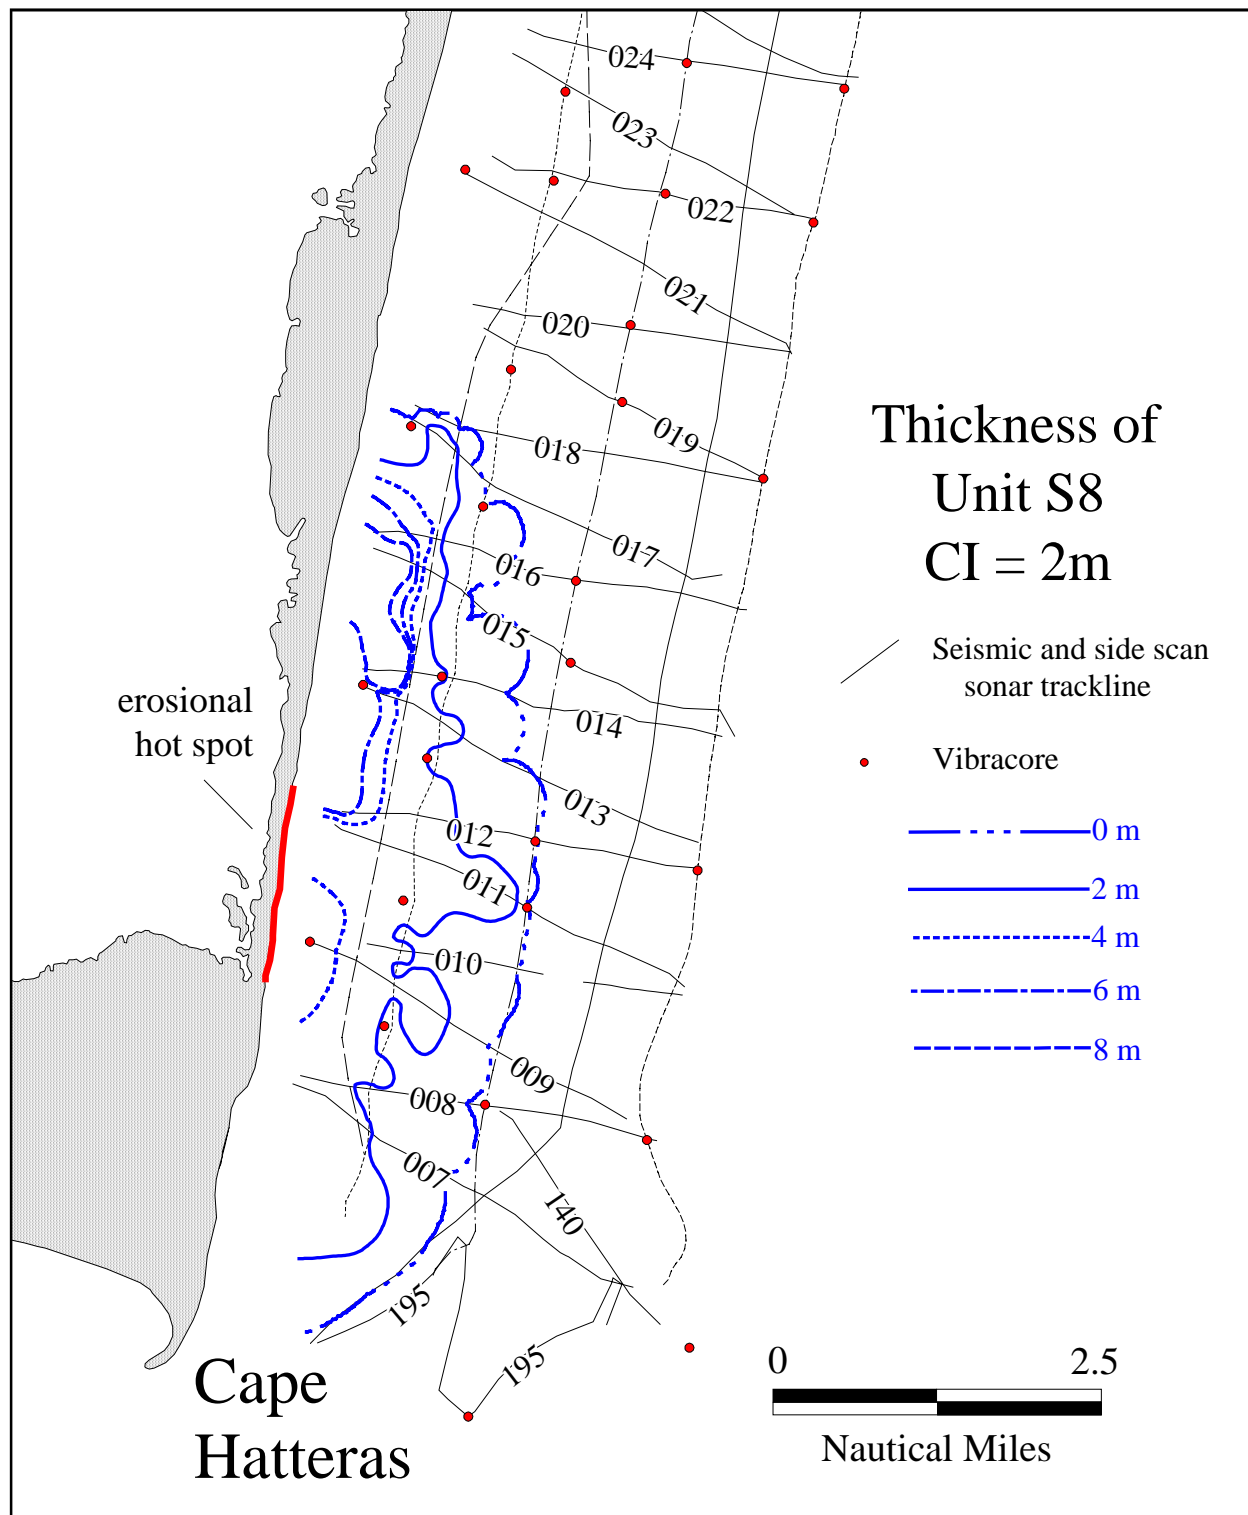 024
023
022
021
020
019
018
017
016
015
014
013
012
011
010
009
008
007
140
195
195
erosional
hot spot
Cape
Hatteras
Thickness of
Unit S8
CI = 2m
Seismic and side scan
sonar trackline
Vibracore
0 m
2 m
4 m
6 m
8 m
0 2.5
Nautical Miles